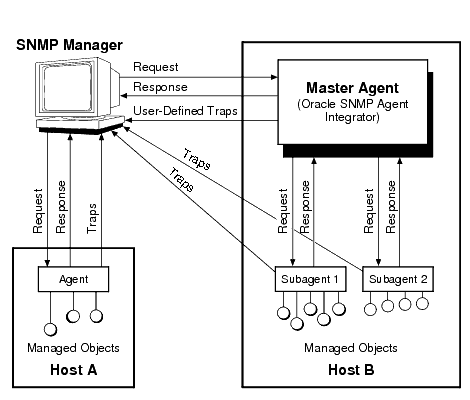 SNMP Manager
Request
Response
User-Defined Traps
Master Agent
(Oracle SNMP Agent
Integrator)
Traps
Traps
Request
Response
Traps
Request
Response
Request
Response
Agent
Subagent 1
Subagent 2
Managed Objects
Host A
Managed Objects
Host B